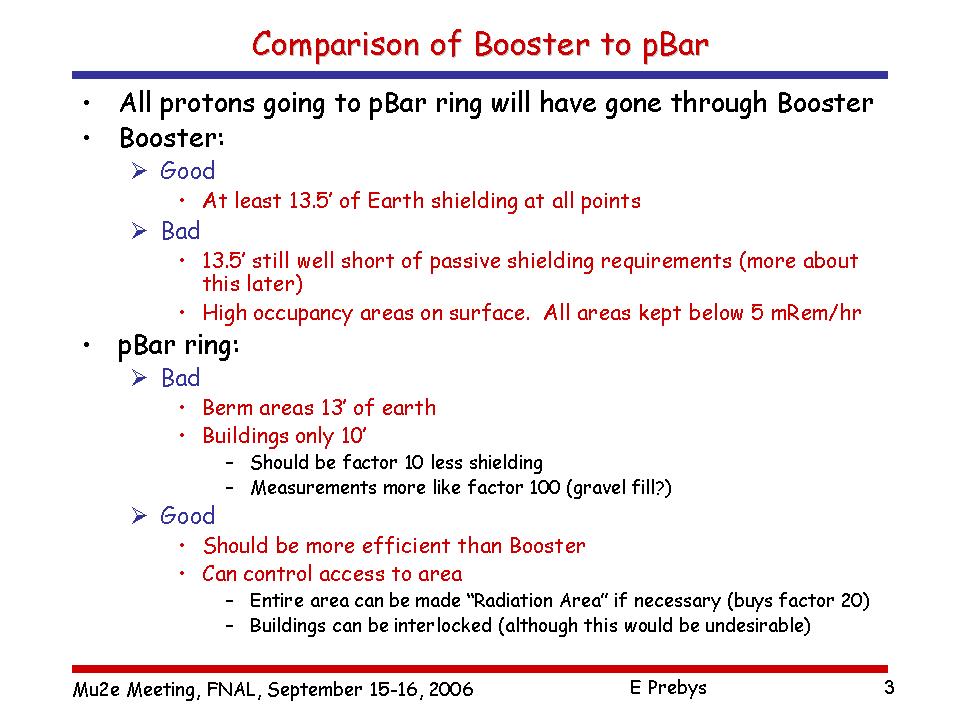 Comparison of Booster to pBar
• All protons going to pBar ring will have gone through Booster
• Booster:
➢ Good
• At least 13.5’ of Earth shielding at all points
➢ Bad
• 13.5’ still well short of passive shielding requirements (more about
this later)
• High occupancy areas on surface.  All areas kept below 5 mRem/hr
• pBar ring:
➢ Bad
• Berm areas 13’ of earth
• Buildings only 10’
– Should be factor 10 less shielding
– Measurements more like factor 100 (gravel fill?)
➢ Good
• Should be more efficient than Booster
• Can control access to area
– Entire area can be made “Radiation Area” if necessary (buys factor 20)
– Buildings can be interlocked (although this would be undesirable)
Mu2e Meeting, FNAL, September 15-16, 2006 E Prebys 3